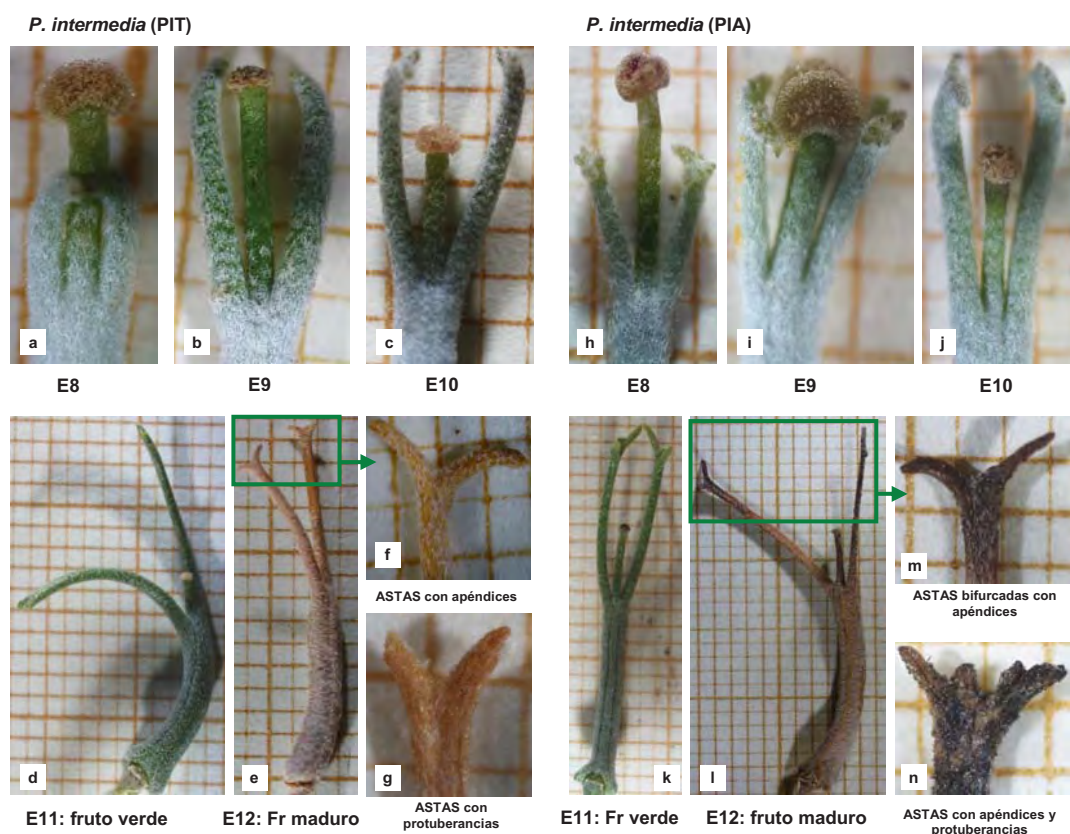 P. intermedia (PIT)
P. intermedia (PIA)
a
b
c
h
i
j
E8
E9
E10
E8
E9
E10
d
e
f
ASTAS con apéndices
g
ASTAS con
protuberancias
E11: fruto verde
E12: Fr maduro
k
l
m
ASTAS bifurcadas con
apéndices
n
ASTAS con apéndices y
protuberancias
E11: Fr verde
E12: fruto maduro